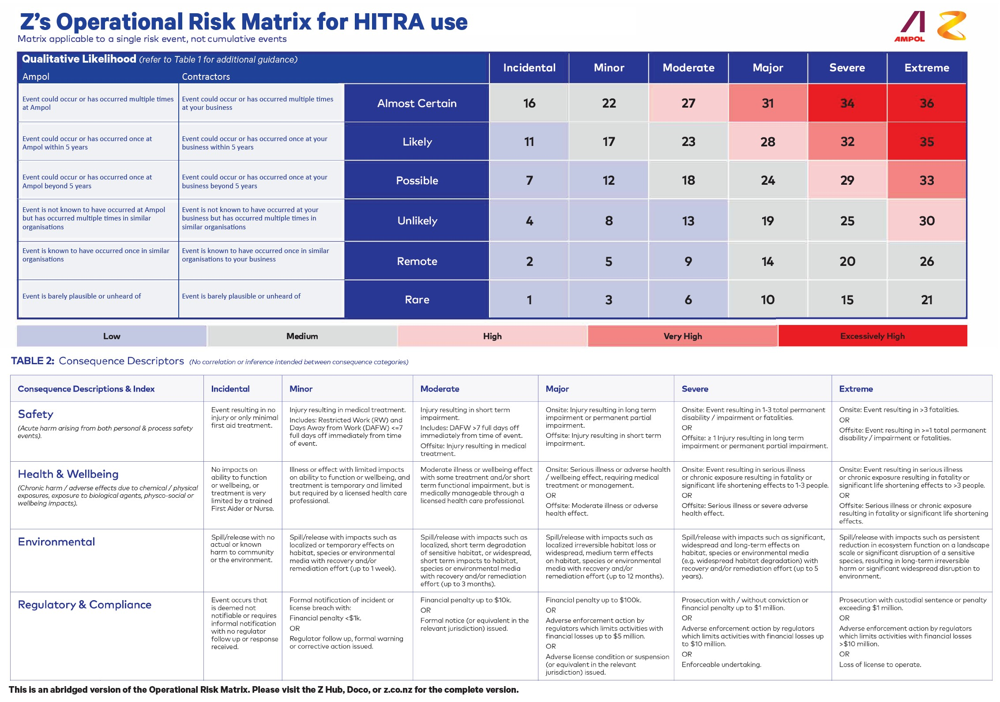 Z's Operational Risk Matrix for HITRA use
Matrix applicable to a single risk event, not cumulative events
AMPOL
Qualitative Likelihood (refer to Table 1 for additional guidance)
Ampol
Contractors
Incidental
Minor
Moderate
Major
Severe
Extreme
Event could occur or has occurred multiple times
at Ampol
Event could occur or has occurred multiple times
at your business
Almost Certain
16
22
27
31
34
36
Event could occur or has occurred once at
Ampol within 5 years
Event could occur or has occurred once at your
business within 5 years
Likely
11
17
23
28
32
35
Event could occur or has occurred once at
Ampol beyond 5 years
Event could occur or has occurred once at your
business beyond 5 years
Possible
7
12
18
24
29
33
Event is not known to have occurred at Ampol
but has occurred multiple times in similar
organisations
Event is not known to have occurred at your
business but has occurred multiple times in
similar organisations
Unlikely
4
8
13
19
25
30
Event is known to have occurred once in similar
organisations
Event is known to have occurred once in similar
organisations to your business
Remote
2
5
9
14
20
26
Event is barely plausible or unheard of
Event is barely plausible or unheard of
Rare
1
3
6
10
15
21
Low
Medium
High
Very High
Excessively High
TABLE 2: Consequence Descriptors (No correlation or inference intended between consequence categories)
Consequence Descriptions & Index
Incidental
Minor
Moderate
Major
Severe
Extreme
Safety
(Acute harm arising from both personal & process safety
events).
Event resulting in no
injury or only minimal
first aid treatment.
Injury resulting in medical treatment.
Includes: Restricted Work (RW) and
Days Away from Work (DAFW) <=7
full days off immediately from time
of event.
Injury resulting in short term
impairment.
Includes: DAFW >7 full days off
immediately from time of event.
Offsite: Injury resulting in medical
treatment.
Onsite: Injury resulting in long term
impairment or permanent partial
impairment.
Offsite: Injury resulting in short term
impairment.
Onsite: Event resulting in 1-3 total permanent
disability / impairment or fatalities.
OR
Offsite: ≥ 1 Injury resulting in long term
impairment or permanent partial impairment.
Onsite: Event resulting in >3 fatalities.
OR
Offsite: Event resulting in >=1 total permanent
disability / impairment or fatalities.
Health & Wellbeing
(Chronic harm / adverse effects due to chemical / physical
exposures, exposure to biological agents, physco-social or
wellbeing impacts).
No impacts on
ability to function
or wellbeing, or
treatment is very
limited by a trained
First Aider or Nurse.
Illness or effect with limited impacts
on ability to function or wellbeing, and
treatment is temporary and limited
but required by a licensed health care
professional.
Moderate illness or wellbeing effect
with some treatment and/or short
term functional impairment, but is
medically manageable through a
licensed health care professional.
Onsite: Serious illness or adverse health
/ wellbeing effect, requiring medical
treatment or management.
OR
Offsite: Moderate illness or adverse
health effect.
Onsite: Event resulting in serious illness
or chronic exposure resulting in fatality or
significant life shortening effects to 1-3 people.
OR
Offsite: Serious illness or severe adverse
health effect.
Onsite: Event resulting in serious illness
or chronic exposure resulting in fatality or
significant life shortening effects to >3 people.
OR
Offsite: Serious illness or chronic exposure
resulting in fatality or significant life shortening
effects.
Environmental
Spill/release with no
actual or known
harm to community
or the environment.
Spill/release with impacts such as
localized or temporary effects on
habitat, species or environmental
media with recovery and/or
remediation effort (up to 1 week).
Spill/release with impacts such as
localized, short term degradation
of sensitive habitat, or widespread,
short term impacts to habitat,
species or environmental media
with recovery and/or remediation
effort (up to 3 months).
Spill/release with impacts such as
localized irreversible habitat loss or
widespread, medium term effects
on habitat, species or environmental
media with recovery and/or
remediation effort (up to 12 months).
Spill/release with impacts such as significant,
widespread and long-term effects on
habitat, species or environmental media
(e.g. widespread habitat degradation) with
recovery and/or remediation effort (up to 5
years).
Spill/release with impacts such as persistent
reduction in ecosystem function on a landscape
scale or significant disruption of a sensitive
species, resulting in long-term irreversible
harm or significant widespread disruption to
environment.
Regulatory & Compliance
Event occurs that
is deemed not
notifiable or requires
informal notification
with no regulator
follow up or response
received.
Formal notification of incident or
license breach with:
Financial penalty <$1k.
OR
Regulator follow up, formal warning
or corrective action issued.
Financial penalty up to $10k.
OR
Formal notice (or equivalent in the
relevant jurisdiction) issued.
Financial penalty up to $100k.
OR
Adverse enforcement action by
regulators which limits activities with
financial losses up to $5 million.
OR
Adverse license condition or suspension
(or equivalent in the relevant
jurisdiction) issued.
Prosecution with / without conviction or
financial penalty up to $1 million.
OR
Adverse enforcement action by regulators
which limits activities with financial losses up
to $10 million.
OR
Enforceable undertaking.
Prosecution with custodial sentence or penalty
exceeding $1 million.
OR
Adverse enforcement action by regulators
which limits activities with financial losses
>$10 million.
OR
Loss of license to operate.
This is an abridged version of the Operational Risk Matrix. Please visit the Z Hub, Doco, or z.co.nz for the complete version.